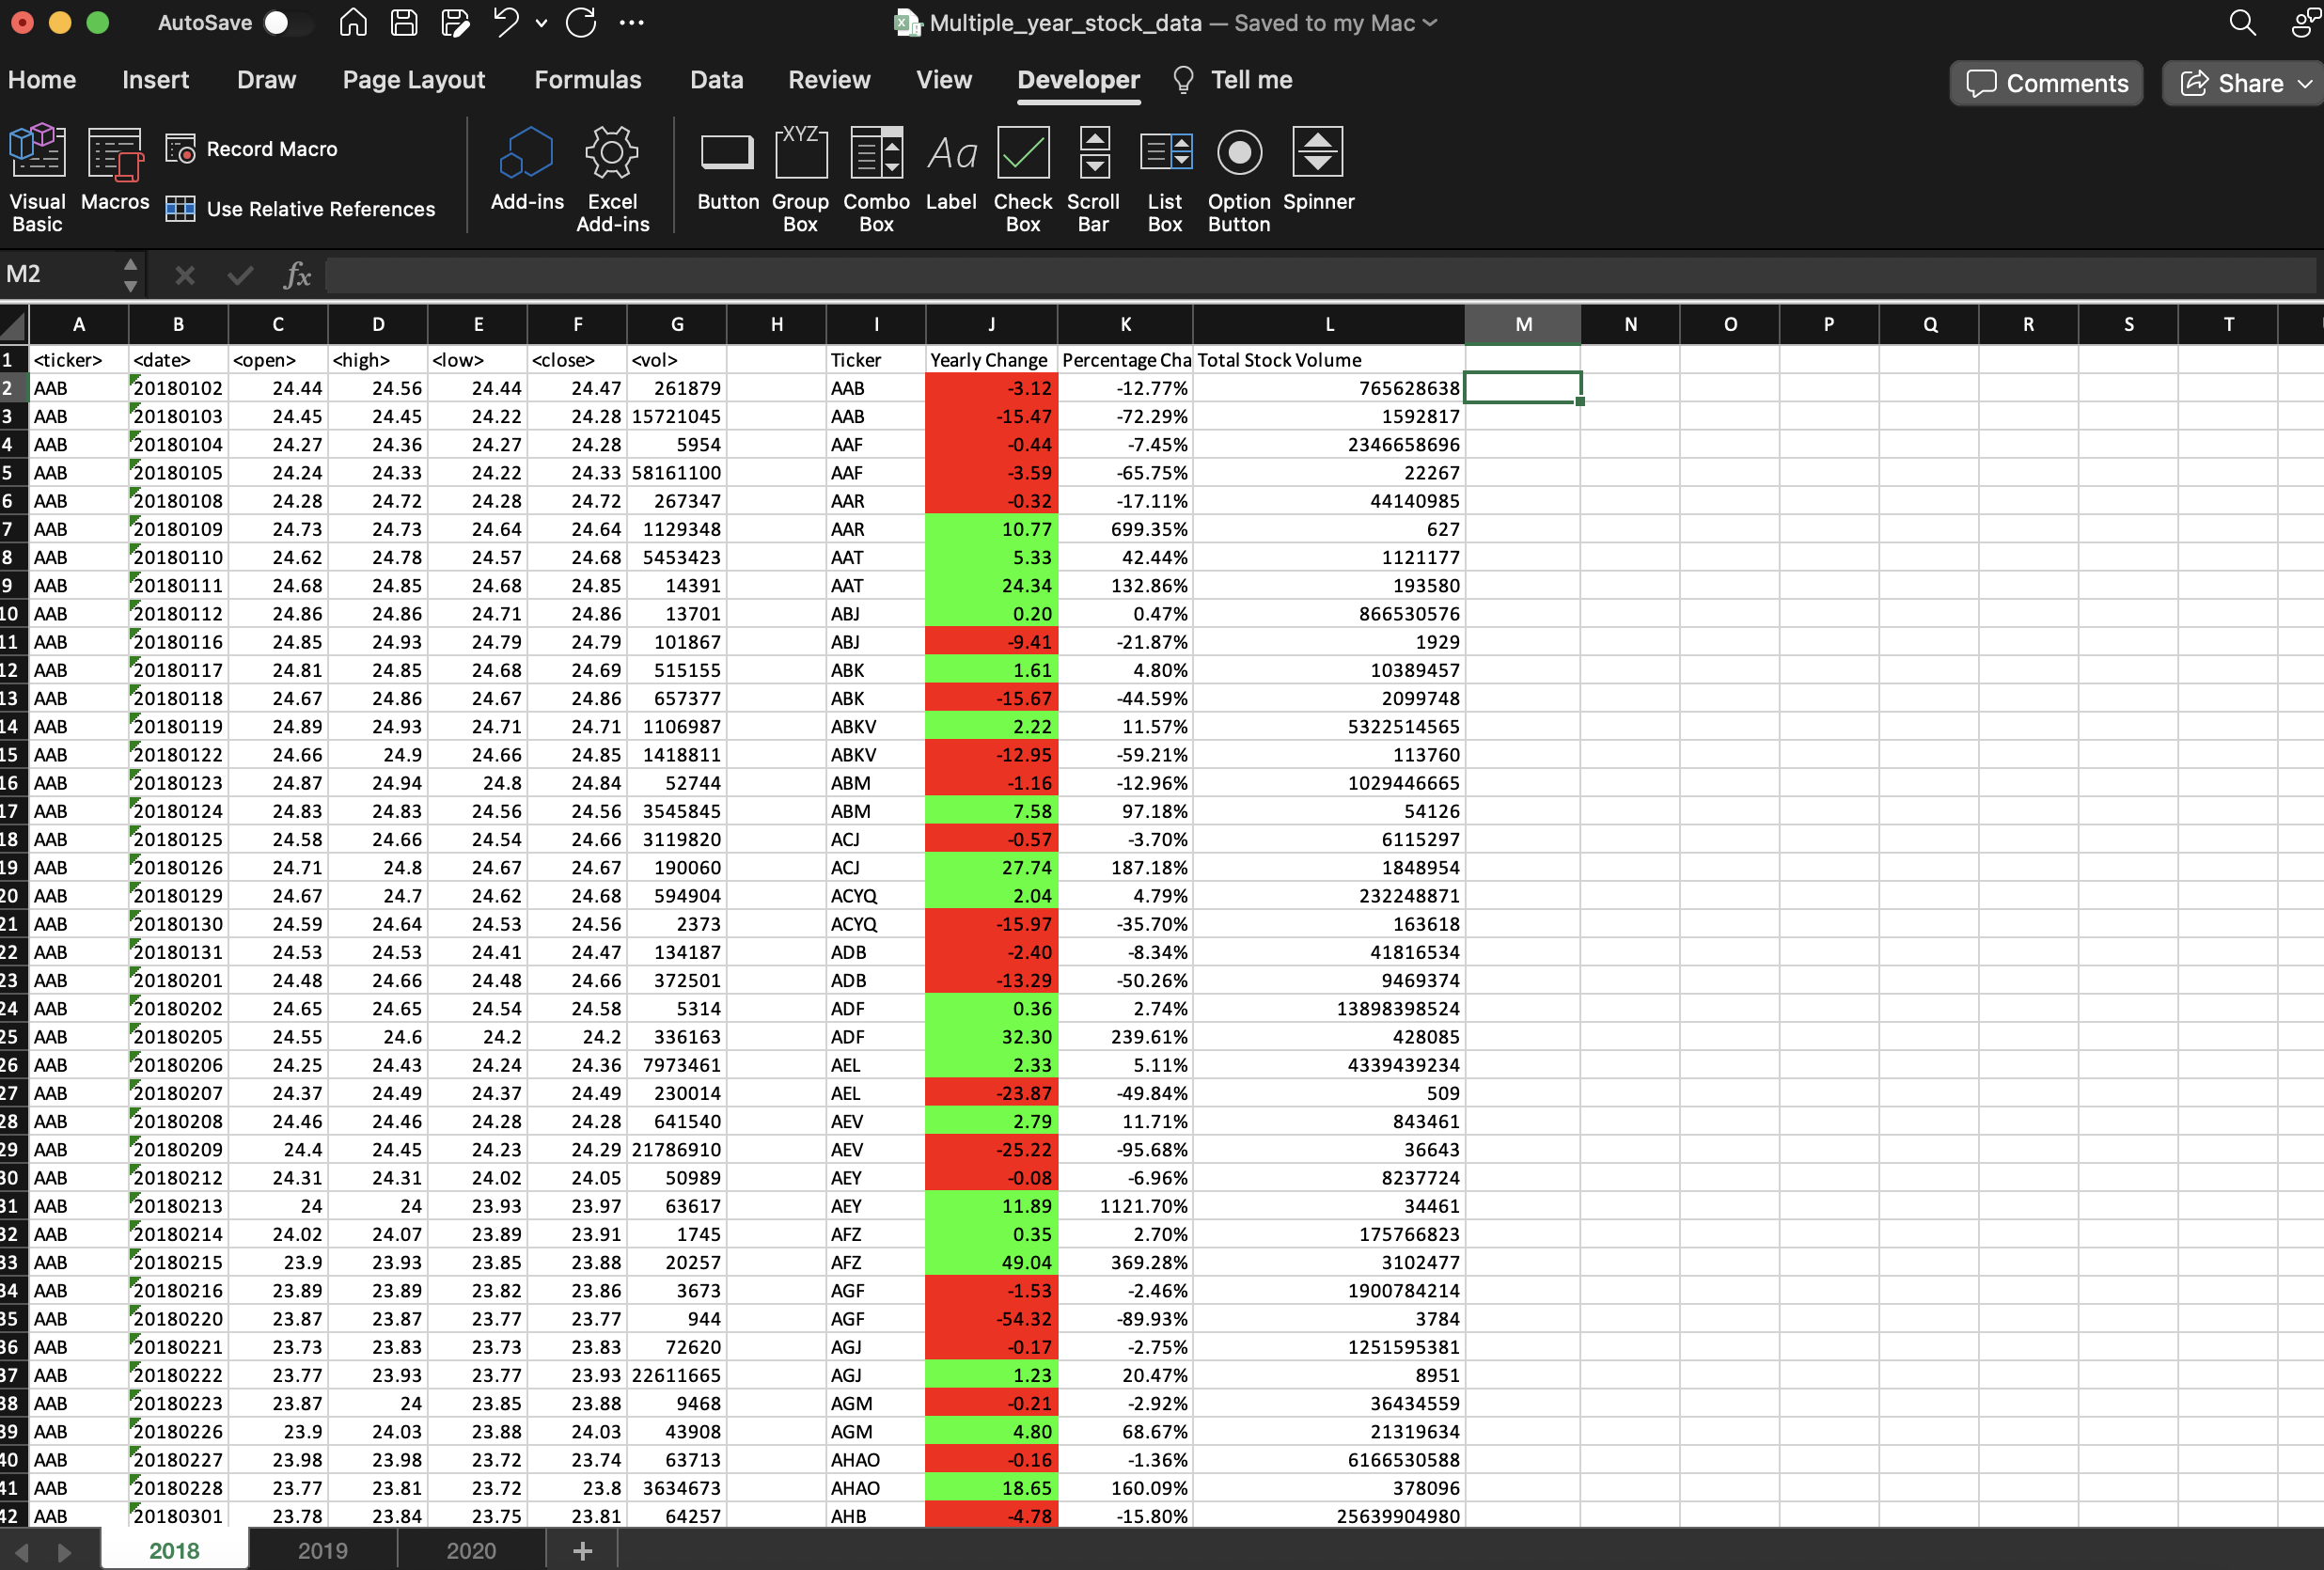 AutoSave Multiple_year_stock_data — Saved to my Mac
Home Insert Draw Page Layout Formulas Data Review View Developer Tell me Comments Share
Visual Basic Macros Record Macro Use Relative References Add-ins Excel Add-ins Button Group Box Combo Box Label Check Box Scroll Bar List Box Option Button Spinner
XYZ Aa
M2 fx
A B C D E F G H I J K L M N O P Q R S T
1 <ticker> <date> <open> <high> <low> <close> <vol> Ticker Yearly Change Percentage Cha Total Stock Volume
2 AAB 20180102 24.44 24.56 24.44 24.47 261879 AAB -3.12 -12.77% 765628638
3 AAB 20180103 24.45 24.45 24.22 24.28 15721045 AAB -15.47 -72.29% 1592817
4 AAB 20180104 24.27 24.36 24.27 24.28 5954 AAF -0.44 -7.45% 2346658696
5 AAB 20180105 24.24 24.33 24.22 24.33 58161100 AAF -3.59 -65.75% 22267
6 AAB 20180108 24.28 24.72 24.28 24.72 267347 AAR -0.32 -17.11% 44140985
7 AAB 20180109 24.73 24.73 24.64 24.64 1129348 AAR 10.77 699.35% 627
8 AAB 20180110 24.62 24.78 24.57 24.68 5453423 AAT 5.33 42.44% 1121177
9 AAB 20180111 24.68 24.85 24.68 24.85 14391 AAT 24.34 132.86% 193580
10 AAB 20180112 24.86 24.86 24.71 24.86 13701 ABJ 0.20 0.47% 866530576
11 AAB 20180116 24.85 24.93 24.79 24.79 101867 ABJ -9.41 -21.87% 1929
12 AAB 20180117 24.81 24.85 24.68 24.69 515155 ABK 1.61 4.80% 10389457
13 AAB 20180118 24.67 24.86 24.67 24.86 657377 ABK -15.67 -44.59% 2099748
14 AAB 20180119 24.89 24.93 24.71 24.71 1106987 ABKV 2.22 11.57% 5322514565
15 AAB 20180122 24.66 24.9 24.66 24.85 1418811 ABKV -12.95 -59.21% 113760
16 AAB 20180123 24.87 24.94 24.8 24.84 52744 ABM -1.16 -12.96% 1029446665
17 AAB 20180124 24.83 24.83 24.56 24.56 3545845 ABM 7.58 97.18% 54126
18 AAB 20180125 24.58 24.66 24.54 24.66 3119820 ACJ -0.57 -3.70% 6115297
19 AAB 20180126 24.71 24.8 24.67 24.67 190060 ACJ 27.74 187.18% 1848954
20 AAB 20180129 24.67 24.7 24.62 24.68 594904 ACYQ 2.04 4.79% 232248871
21 AAB 20180130 24.59 24.64 24.53 24.56 2373 ACYQ -15.97 -35.70% 163618
22 AAB 20180131 24.53 24.53 24.41 24.47 134187 ADB -2.40 -8.34% 41816534
23 AAB 20180201 24.48 24.66 24.48 24.66 372501 ADB -13.29 -50.26% 9469374
24 AAB 20180202 24.65 24.65 24.54 24.58 5314 ADF 0.36 2.74% 13898398524
25 AAB 20180205 24.55 24.6 24.2 24.2 336163 ADF 32.30 239.61% 428085
26 AAB 20180206 24.25 24.43 24.24 24.36 7973461 AEL 2.33 5.11% 4339439234
27 AAB 20180207 24.37 24.49 24.37 24.49 230014 AEL -23.87 -49.84% 509
28 AAB 20180208 24.46 24.46 24.28 24.28 641540 AEV 2.79 11.71% 843461
29 AAB 20180209 24.4 24.45 24.23 24.29 21786910 AEV -25.22 -95.68% 36643
30 AAB 20180212 24.31 24.31 24.02 24.05 50989 AEY -0.08 -6.96% 8237724
31 AAB 20180213 24 24 23.93 23.97 63617 AEY 11.89 1121.70% 34461
32 AAB 20180214 24.02 24.07 23.89 23.91 1745 AFZ 0.35 2.70% 175766823
33 AAB 20180215 23.9 23.93 23.85 23.88 20257 AFZ 49.04 369.28% 3102477
34 AAB 20180216 23.89 23.89 23.82 23.86 3673 AGF -1.53 -2.46% 1900784214
35 AAB 20180220 23.87 23.87 23.77 23.77 944 AGF -54.32 -89.93% 3784
36 AAB 20180221 23.73 23.83 23.73 23.83 72620 AGJ -0.17 -2.75% 1251595381
37 AAB 20180222 23.77 23.93 23.77 23.93 22611665 AGJ 1.23 20.47% 8951
38 AAB 20180223 23.87 24 23.85 23.88 9468 AGM -0.21 -2.92% 36434559
39 AAB 20180226 23.9 24.03 23.88 24.03 43908 AGM 4.80 68.67% 21319634
40 AAB 20180227 23.98 23.98 23.72 23.74 63713 AHAO -0.16 -1.36% 6166530588
41 AAB 20180228 23.77 23.81 23.72 23.8 3634673 AHAO 18.65 160.09% 378096
42 AAB 20180301 23.78 23.84 23.75 23.81 64257 AHB -4.78 -15.80% 25639904980
2018 2019 2020 +